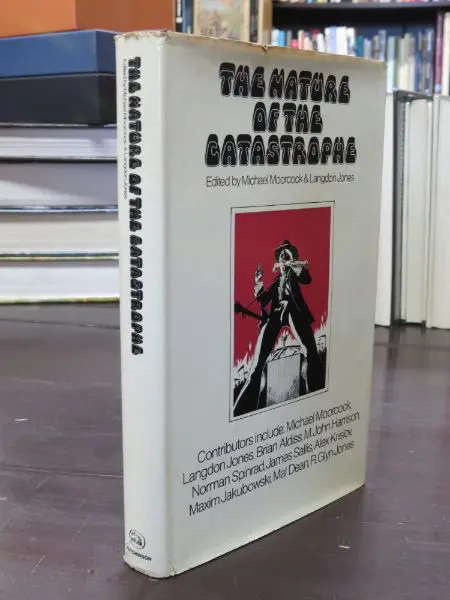 THE NATURE
OF THE
CATASTROPHE
Edited by Michael Moorcock & Langdon Jones
Contributors include: Michael Moorcock,
Langdon Jones, Brian Aldiss, M. John Harrison,
Norman Spinrad, James Sallis, Alex Krislov,
Maxim Jakubowski, Mal Dean, R. Glyn Jones
THE NATURE OF THE CATASTROPHE
Edited by Michael Moorcock & Langdon Jones
HUTCHINSON